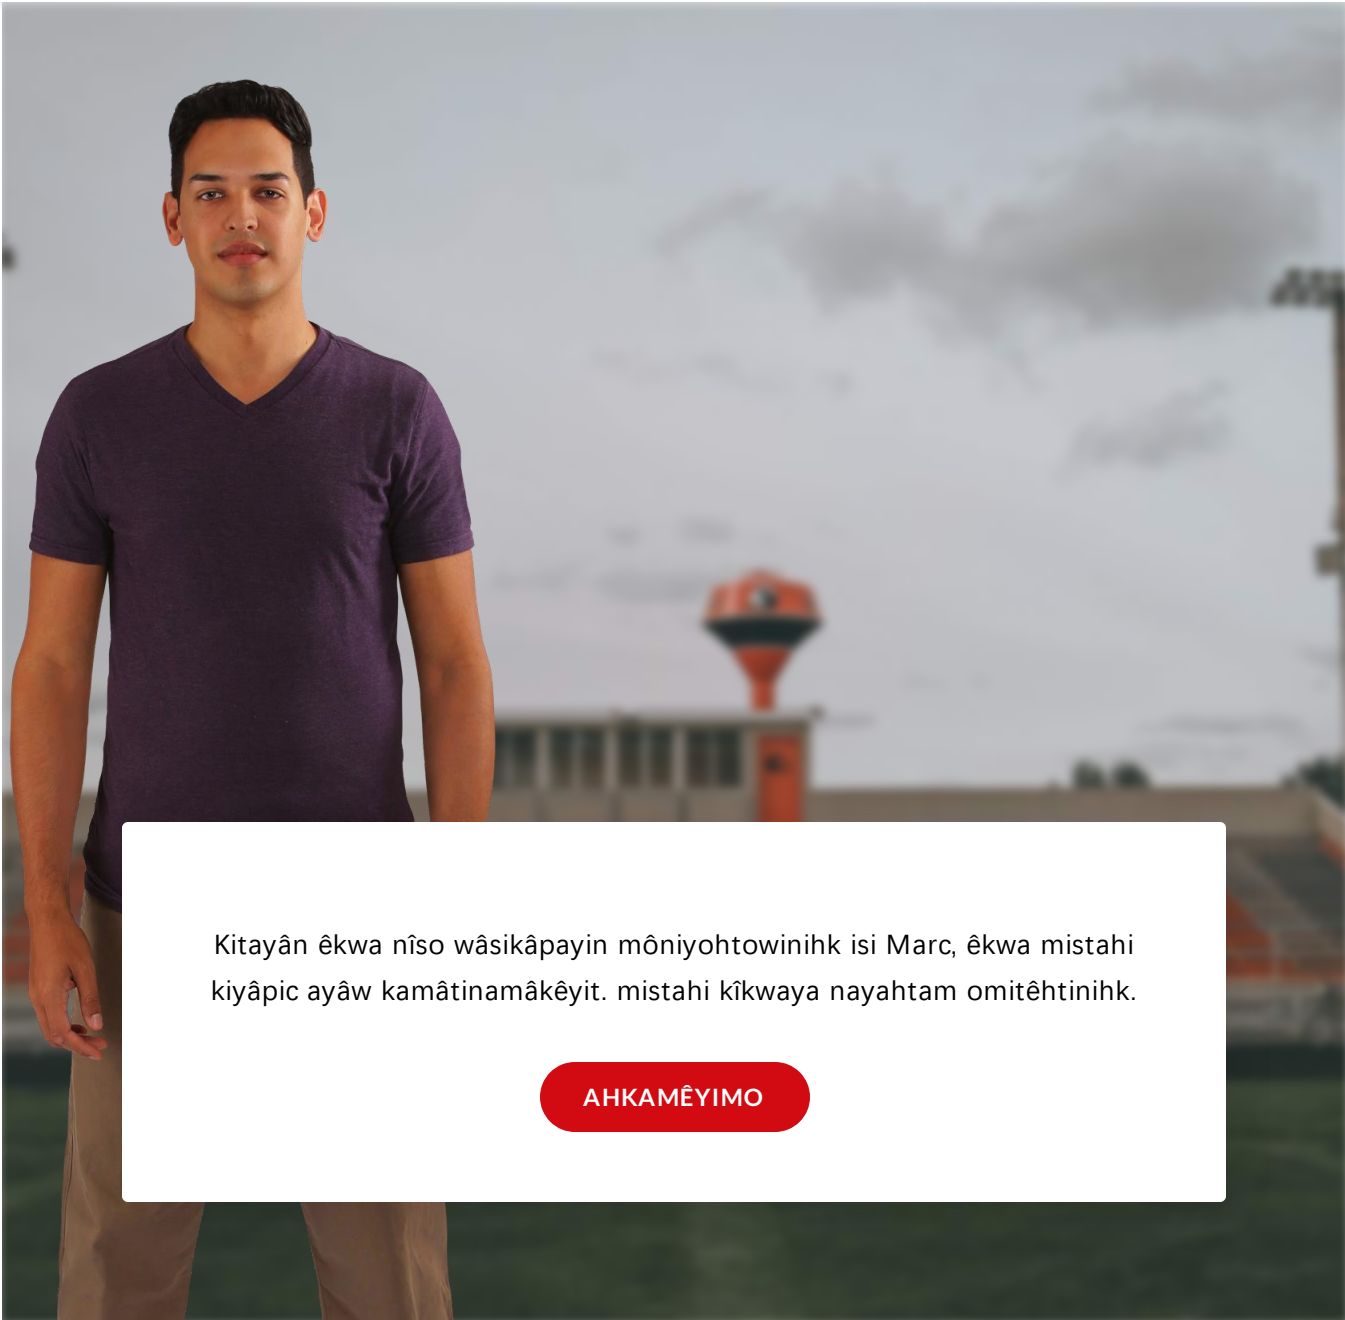 Kitayân êkwa nîso wâsikâpayin môniyohtowinihk isi Marc, êkwa mistahi
kiyâpic ayâw kamâtinamâkêyit. mistahi kîkwaya nayahtam omitêhtinihk.
AHKAMÊYIMO